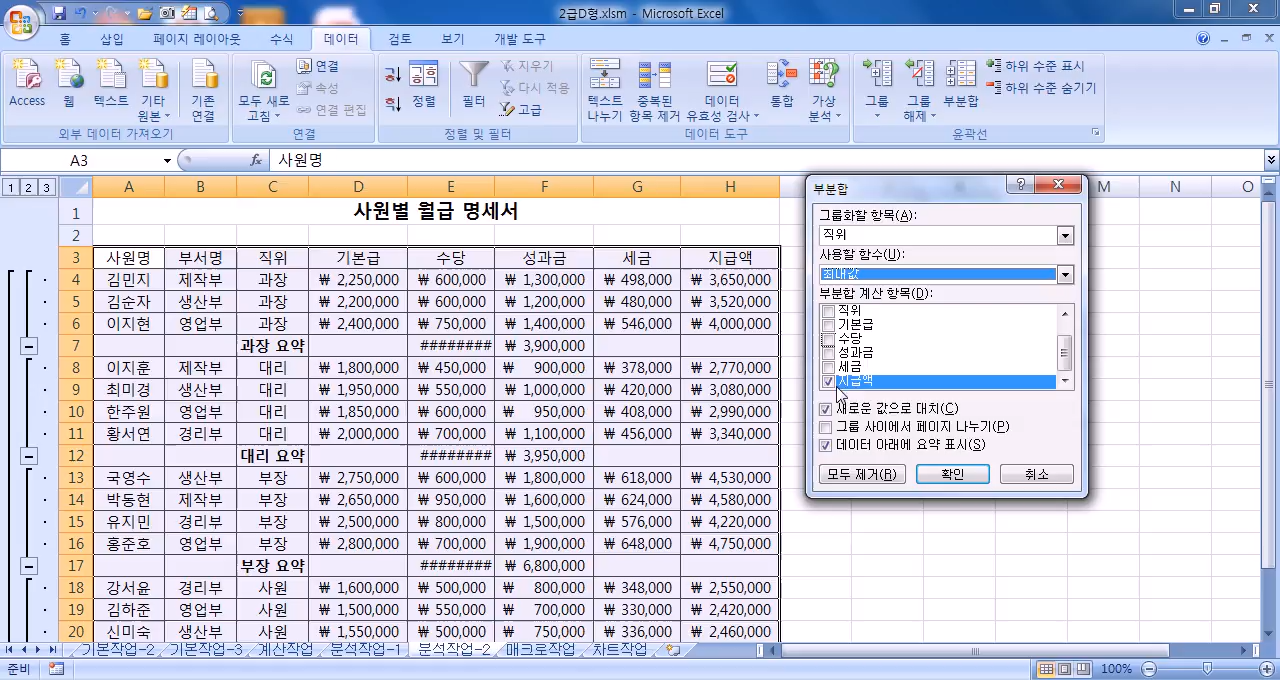 2급D형.xlsm - Microsoft Excel
홈 삽입 페이지 레이아웃 수식 데이터 검토 보기 개발 도구
Access 웹 텍스트 기타 원본 기존 연결
외부 데이터 가져오기
모두 새로 고침 연결 속성 연결 편집
연결
정렬 필터 지우기 다시 적용 고급
정렬 및 필터
텍스트 나누기 중복된 항목 제거 데이터 유효성 검사 통합 가상 분석
데이터 도구
그룹 그룹 해제 부분합 하위 수준 표시 하위 수준 숨기기
윤곽선
A3 fx 사원명
1 2 3 A B C D E F G H M N O
1 사원별 월급 명세서
2
3 사원명 부서명 직위 기본급 수당 성과금 세금 지급액
4 김민지 제작부 과장 ₩ 2,250,000 ₩ 600,000 ₩ 1,300,000 ₩ 498,000 ₩ 3,650,000
5 김순자 생산부 과장 ₩ 2,200,000 ₩ 600,000 ₩ 1,200,000 ₩ 480,000 ₩ 3,520,000
6 이지현 영업부 과장 ₩ 2,400,000 ₩ 750,000 ₩ 1,400,000 ₩ 546,000 ₩ 4,000,000
7 과장 요약 ######## ₩ 3,900,000
8 이지훈 제작부 대리 ₩ 1,800,000 ₩ 450,000 ₩ 900,000 ₩ 378,000 ₩ 2,770,000
9 최미경 생산부 대리 ₩ 1,950,000 ₩ 550,000 ₩ 1,000,000 ₩ 420,000 ₩ 3,080,000
10 한주원 영업부 대리 ₩ 1,850,000 ₩ 600,000 ₩ 950,000 ₩ 408,000 ₩ 2,990,000
11 황서연 경리부 대리 ₩ 2,000,000 ₩ 700,000 ₩ 1,100,000 ₩ 456,000 ₩ 3,340,000
12 대리 요약 ######## ₩ 3,950,000
13 국영수 생산부 부장 ₩ 2,750,000 ₩ 600,000 ₩ 1,800,000 ₩ 618,000 ₩ 4,530,000
14 박동현 제작부 부장 ₩ 2,650,000 ₩ 950,000 ₩ 1,600,000 ₩ 624,000 ₩ 4,580,000
15 유지민 경리부 부장 ₩ 2,500,000 ₩ 800,000 ₩ 1,500,000 ₩ 576,000 ₩ 4,220,000
16 홍준호 영업부 부장 ₩ 2,800,000 ₩ 700,000 ₩ 1,900,000 ₩ 648,000 ₩ 4,750,000
17 부장 요약 ######## ₩ 6,800,000
18 강서윤 경리부 사원 ₩ 1,600,000 ₩ 500,000 ₩ 800,000 ₩ 348,000 ₩ 2,550,000
19 김하준 영업부 사원 ₩ 1,500,000 ₩ 550,000 ₩ 700,000 ₩ 330,000 ₩ 2,420,000
20 신미숙 생산부 사원 ₩ 1,550,000 ₩ 500,000 ₩ 750,000 ₩ 336,000 ₩ 2,460,000
부분합
그룹화할 항목(A):
직위
사용할 함수(U):
최대값
부분합 계산 항목(D):
직위
기본급
수당
성과금
세금
지급액
새로운 값으로 대치(C)
그룹 사이에서 페이지 나누기(P)
데이터 아래에 요약 표시(S)
모두 제거(R) 확인 취소
기본작업-2 기본작업-3 계산작업 분석작업-1 분석작업-2 매크로작업 차트작업
준비 100%